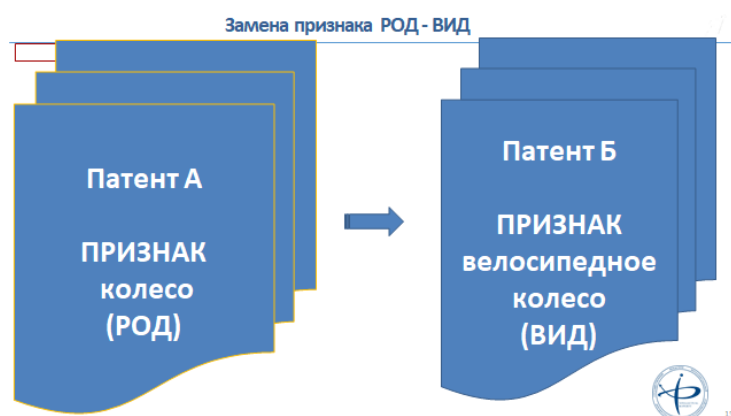 Замена признака РОД - ВИД
Патент А
ПРИЗНАК
колесо
(РОД)
Патент Б
ПРИЗНАК
велосипедное
колесо
(ВИД)